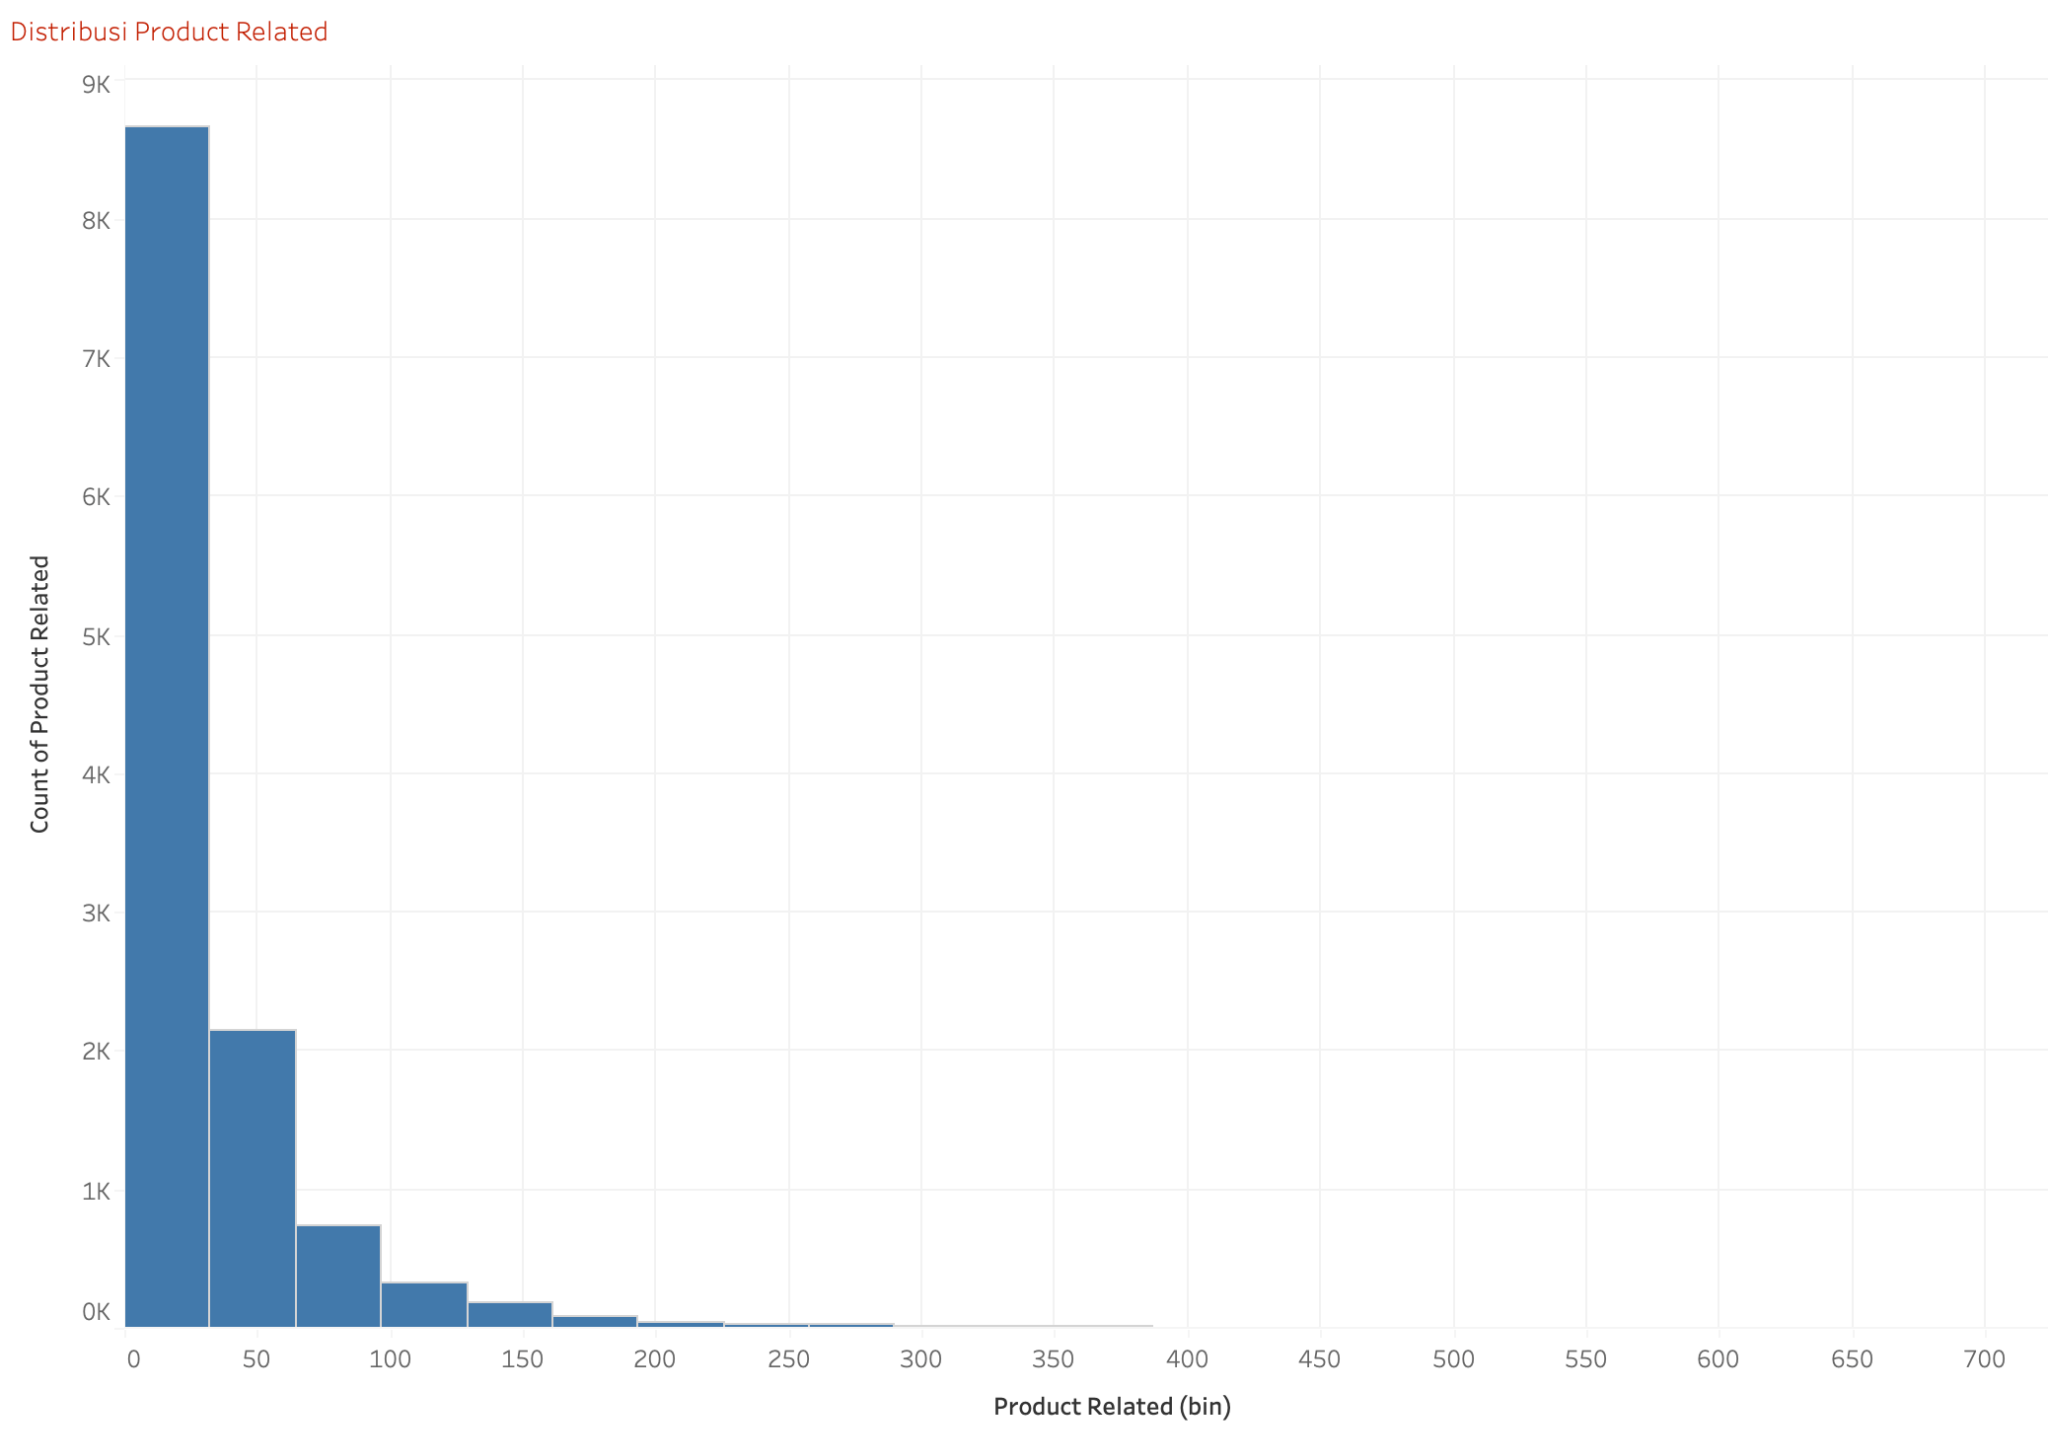 Distribusi Product Related
9K
8K
7K
6K
5K
4K
3K
2K
1K
0K
Count of Product Related
0 50 100 150 200 250 300 350 400 450 500 550 600 650 700
Product Related (bin)